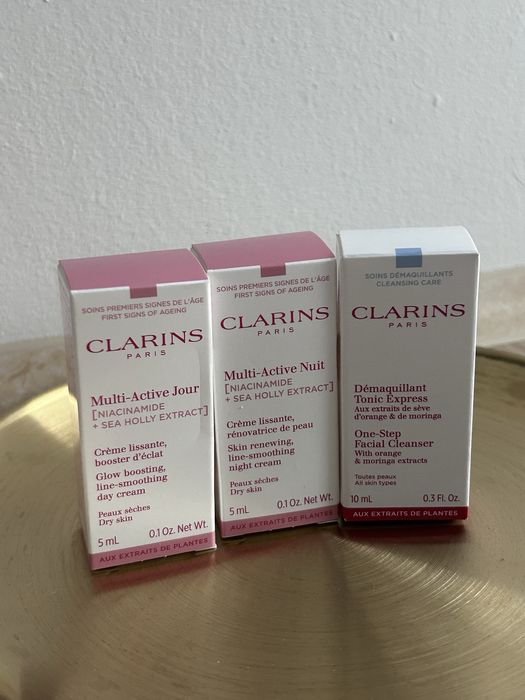 SOINS PREMIERS SIGNES DE L'ÂGE
FIRST SIGNS OF AGEING
CLARINS
PARIS
Multi-Active Jour
[NIACINAMIDE
+ SEA HOLLY EXTRACT]
Crème lissante,
booster d'éclat
Glow boosting,
line-smoothing
day cream
Peaux sèches
Dry skin
5 mL 0.1 Oz. Net Wt.
AUX EXTRAITS DE PLANTES
SOINS PREMIERS SIGNES DE L'ÂGE
FIRST SIGNS OF AGEING
CLARINS
PARIS
Multi-Active Nuit
[NIACINAMIDE
+ SEA HOLLY EXTRACT]
Crème lissante,
rénovatrice de peau
Skin renewing,
line-smoothing
night cream
Peaux sèches
Dry skin
5 mL 0.1 Oz. Net Wt.
AUX EXTRAITS DE PLANTES
SOINS DÉMAQUILLANTS
CLEANSING CARE
CLARINS
PARIS
Démaquillant
Tonic Express
Aux extraits de sève
d'orange & de moringa
One-Step
Facial Cleanser
With orange
& moringa extracts
Toutes peaux
All skin types
10 mL 0.3 Fl. Oz.
AUX EXTRAITS DE PLANTES